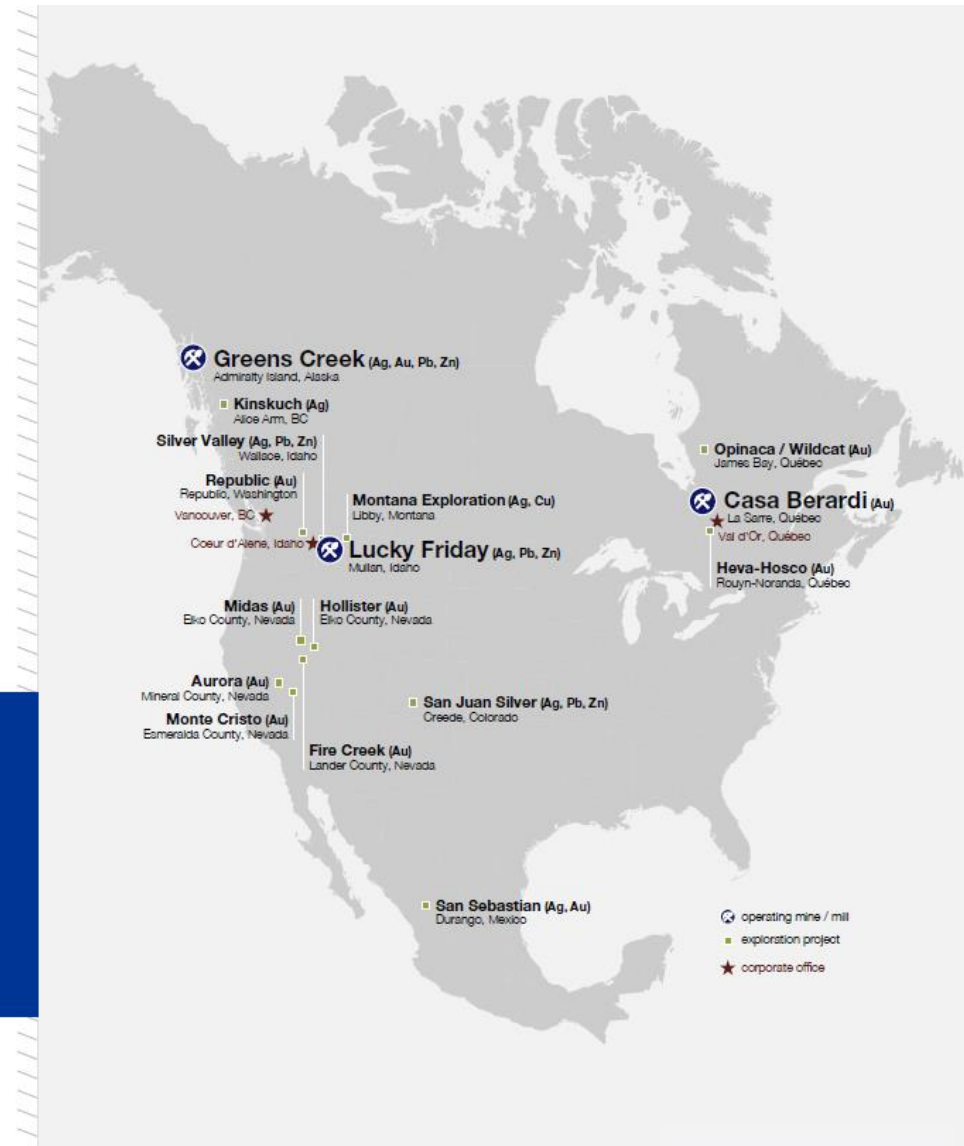 Greens Creek (Ag, Au, Pb, Zn)
Admiralty Island, Alaska
Kinskuch (Ag)
Alice Arm, BC
Silver Valley (Ag, Pb, Zn)
Wallace, Idaho
Republic (Au)
Republic, Washington
Vancouver, BC
Montana Exploration (Ag, Cu)
Libby, Montana
Coeur d'Alene, Idaho
Lucky Friday (Ag, Pb, Zn)
Mullan, Idaho
Opinaca / Wildcat (Au)
James Bay, Québec
Casa Berardi (Au)
La Sarre, Québec
Val d'Or, Québec
Heva-Hosco (Au)
Rouyn-Noranda, Québec
Midas (Au)
Elko County, Nevada
Hollister (Au)
Elko County, Nevada
Aurora (Au)
Mineral County, Nevada
Monte Cristo (Au)
Esmeralda County, Nevada
Fire Creek (Au)
Lander County, Nevada
San Juan Silver (Ag, Pb, Zn)
Creede, Colorado
San Sebastian (Ag, Au)
Durango, Mexico
operating mine / mill
exploration project
corporate office